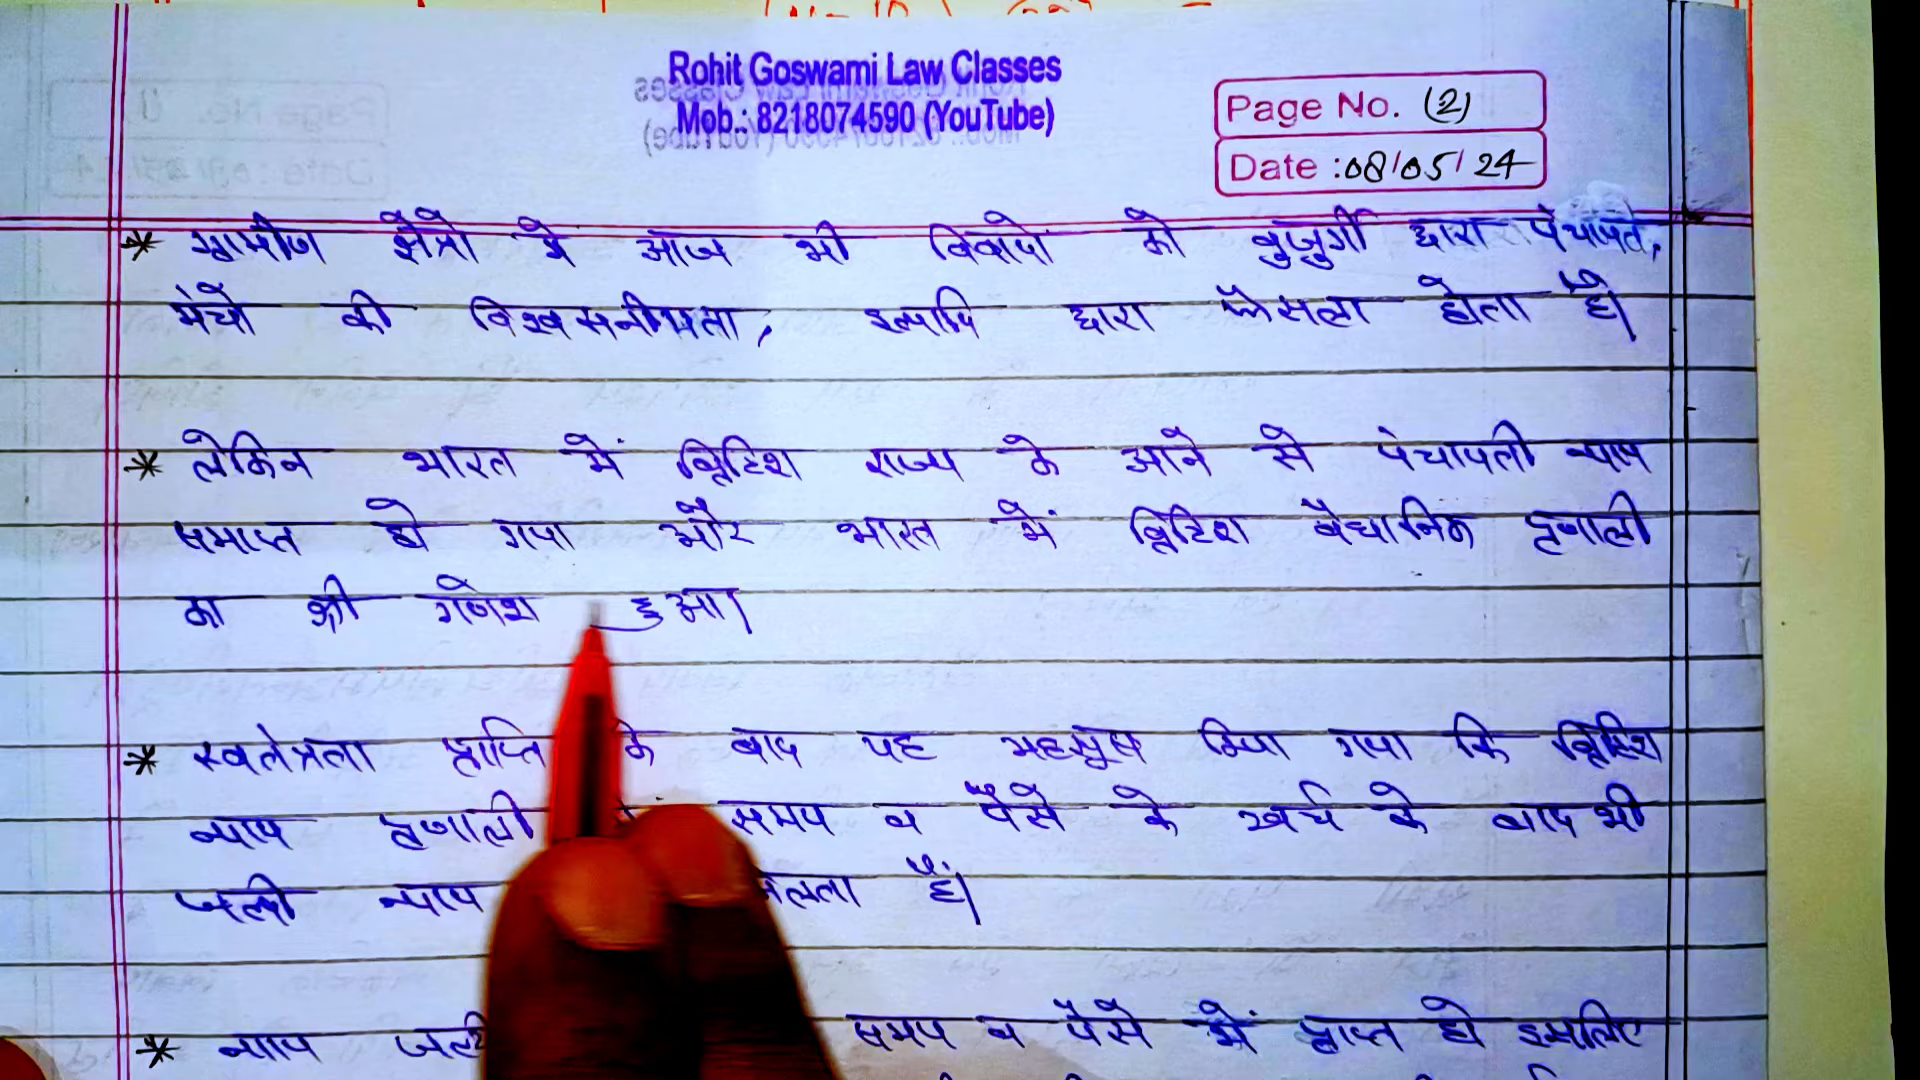 Rohit Goswami Law Classes
Mob.: 8218074590 (YouTube)
Page No. (2)
Date :08/05/24
* ग्रामीण क्षेत्रो मे आज भी विवादो को बुजुर्गो द्वारा पंचायत,
मंचो की विश्वसनीयता, इत्यादि द्वारा फैसला होता है।
* लेकिन भारत में ब्रिटिश राज्य के आने से पंचायती न्याय
समाप्त हो गया और भारत में ब्रिटिश वैधानिक प्रणाली
का श्री गणेश हुआ।
* स्वतंत्रता प्राप्ति के बाद यह महसूस किया गया कि ब्रिटिश
न्याय प्रणाली समय व पैसे के खर्च के बाद भी
जल्दी न्याय है।
* न्याय समय व पैसे में प्राप्त हो इसलिए